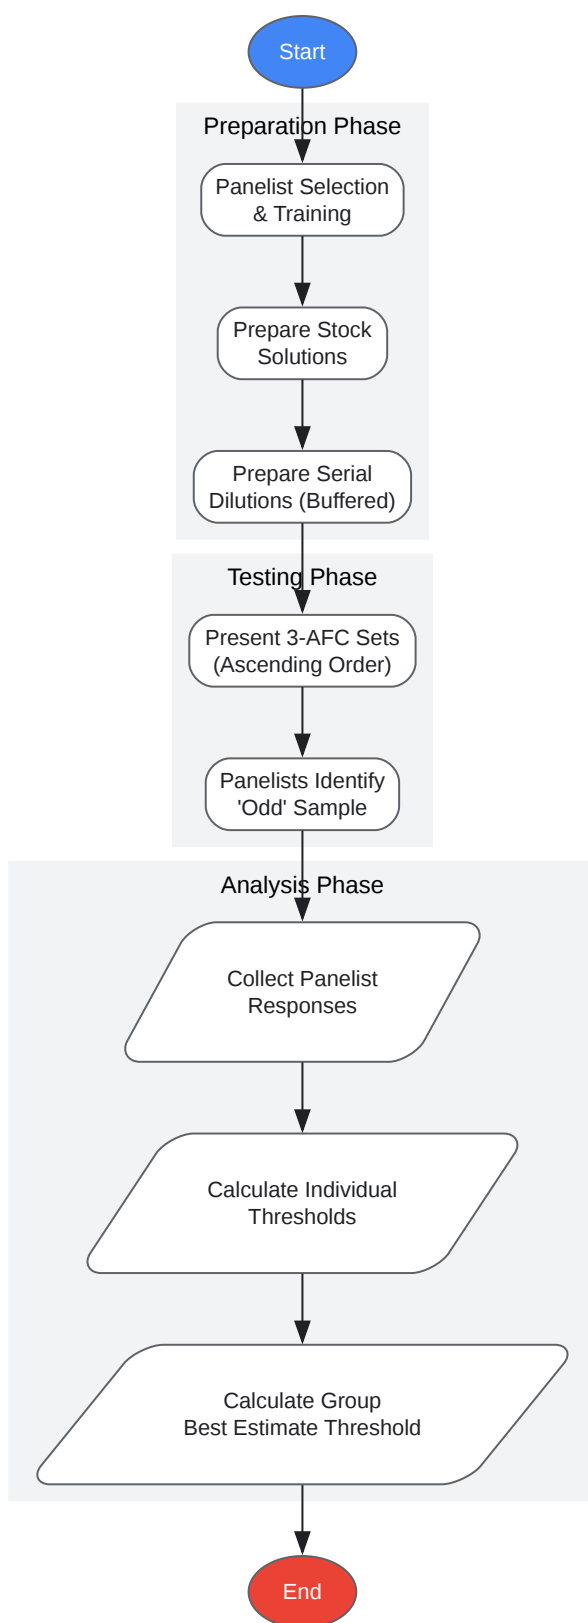 Start
Preparation Phase
Panelist Selection
& Training
Prepare Stock
Solutions
Prepare Serial
Dilutions (Buffered)
Testing Phase
Present 3-AFC Sets
(Ascending Order)
Panelists Identify
'Odd' Sample
Analysis Phase
Collect Panelist
Responses
Calculate Individual
Thresholds
Calculate Group
Best Estimate Threshold
End